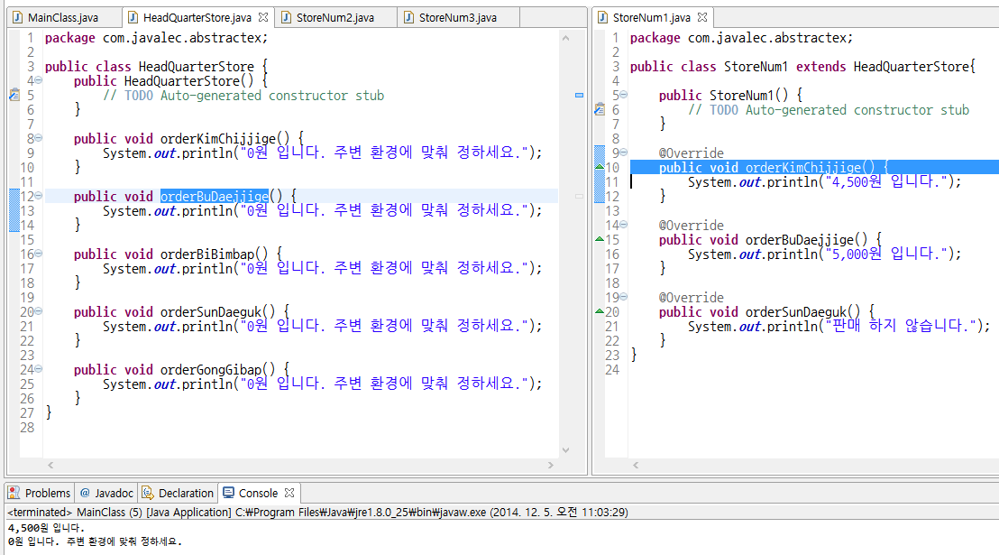 MainClass.java
HeadQuarterStore.java
StoreNum2.java
StoreNum3.java
1 package com.javalec.abstractex;
2
3 public class HeadQuarterStore {
4 public HeadQuarterStore() {
5 // TODO Auto-generated constructor stub
6 }
7
8 public void orderKimChijjige() {
9 System.out.println("0원 입니다. 주변 환경에 맞춰 정하세요.");
10 }
11
12 public void orderBuDaejjige() {
13 System.out.println("0원 입니다. 주변 환경에 맞춰 정하세요.");
14 }
15
16 public void orderBiBimbap() {
17 System.out.println("0원 입니다. 주변 환경에 맞춰 정하세요.");
18 }
19
20 public void orderSunDaeguk() {
21 System.out.println("0원 입니다. 주변 환경에 맞춰 정하세요.");
22 }
23
24 public void orderGongGibap() {
25 System.out.println("0원 입니다. 주변 환경에 맞춰 정하세요.");
26 }
27 }
28
StoreNum1.java
1 package com.javalec.abstractex;
2
3 public class StoreNum1 extends HeadQuarterStore{
4
5 public StoreNum1() {
6 // TODO Auto-generated constructor stub
7 }
8
9 @Override
10 public void orderKimChijjige() {
11 System.out.println("4,500원 입니다.");
12 }
13
14 @Override
15 public void orderBuDaejjige() {
16 System.out.println("5,000원 입니다.");
17 }
18
19 @Override
20 public void orderSunDaeguk() {
21 System.out.println("판매 하지 않습니다.");
22 }
23 }
24
Problems @ Javadoc Declaration Console
<terminated> MainClass (5) [Java Application] C:₩Program Files₩Java₩jre1.8.0_25₩bin₩javaw.exe (2014. 12. 5. 오전 11:03:29)
4,500원 입니다.
0원 입니다. 주변 환경에 맞춰 정하세요.